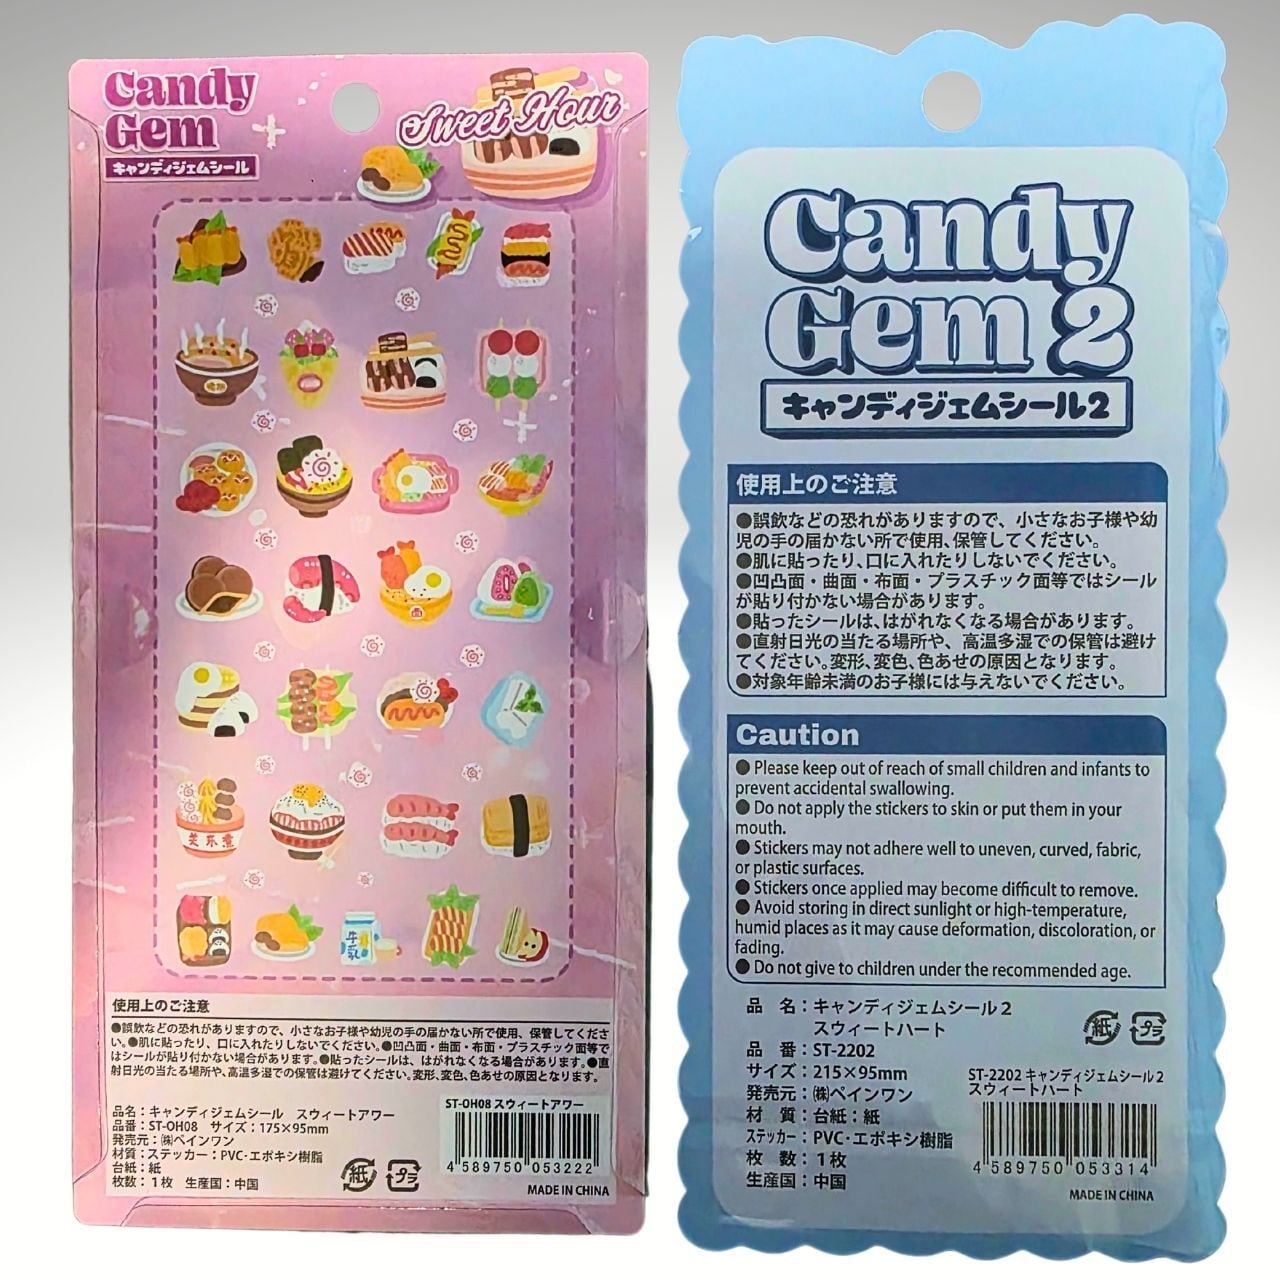 Candy
Gem
キャンディジェムシール
Sweet Hour
牛乳
使用上のご注意
●誤飲などの恐れがありますので、小さなお子様や幼児の手の届かない所で使用、保管してくださ
い。●肌に貼ったり、口に入れたりしないでください。●凹凸面・曲面・布面・プラスチック面等で
はシールが貼り付かない場合があります。●貼ったシールは、はがれなくなる場合があります。●直
射日光の当たる場所や、高温多湿での保管は避けてください。変形、変色、色あせの原因となります。
品名：キャンディジェムシール　スウィートアワー
品番：ST-OH08　サイズ：175×95mm
発売元：㈱ペインワン
材質：ステッカー：PVC・エポキシ樹脂
台紙：紙
枚数：1枚　生産国：中国
紙
プラ
ST-OH08 スウィートアワー
4 589750 053222
MADE IN CHINA
Candy
Gem 2
キャンディジェムシール2
使用上のご注意
●誤飲などの恐れがありますので、小さなお子様や幼
児の手の届かない所で使用、保管してください。
●肌に貼ったり、口に入れたりしないでください。
●凹凸面・曲面・布面・プラスチック面等ではシール
が貼り付かない場合があります。
●貼ったシールは、はがれなくなる場合があります。
●直射日光の当たる場所や、高温多湿での保管は避け
てください。変形、変色、色あせの原因となります。
●対象年齢未満のお子様には与えないでください。
Caution
● Please keep out of reach of small children and infants to
prevent accidental swallowing.
● Do not apply the stickers to skin or put them in your
mouth.
● Stickers may not adhere well to uneven, curved, fabric,
or plastic surfaces.
● Stickers once applied may become difficult to remove.
● Avoid storing in direct sunlight or high-temperature,
humid places as it may cause deformation, discoloration, or
fading.
● Do not give to children under the recommended age.
品　名：キャンディジェムシール2
スウィートハート
品　番：ST-2202
サイズ：215×95mm
発売元：㈱ペインワン
材　質：台紙：紙
ステッカー：PVC・エポキシ樹脂
枚　数：1枚
生産国：中国
紙
プラ
ST-2202 キャンディジェムシール2
スウィートハート
4 589750 053314
MADE IN CHINA